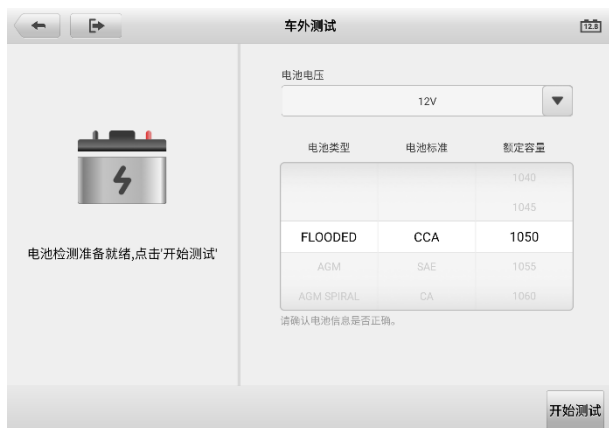 车外测试
12.8
电池电压
12V
电池类型 电池标准 额定容量
1040
1045
FLOODED CCA 1050
AGM SAE 1055
AGM SPIRAL CA 1060
请确认电池信息是否正确。
电池检测准备就绪,点击'开始测试'
开始测试